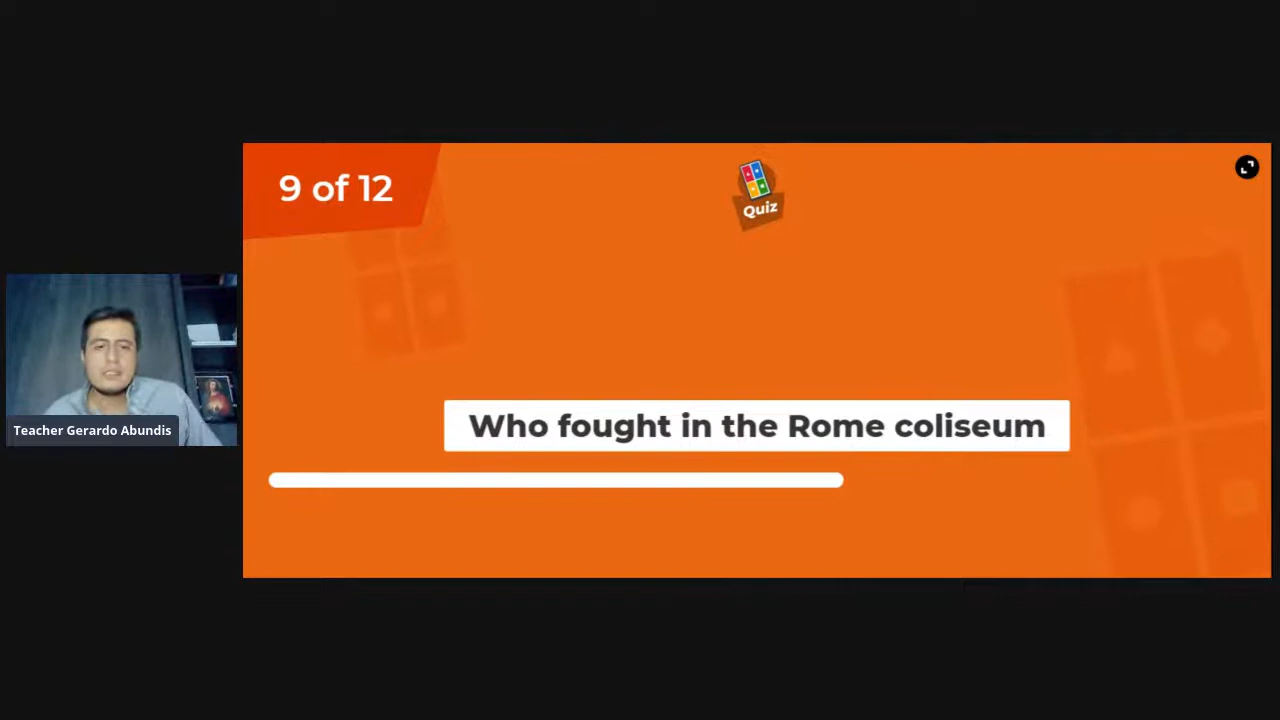 9 of 12
Quiz
Who fought in the Rome coliseum
Teacher Gerardo Abundis